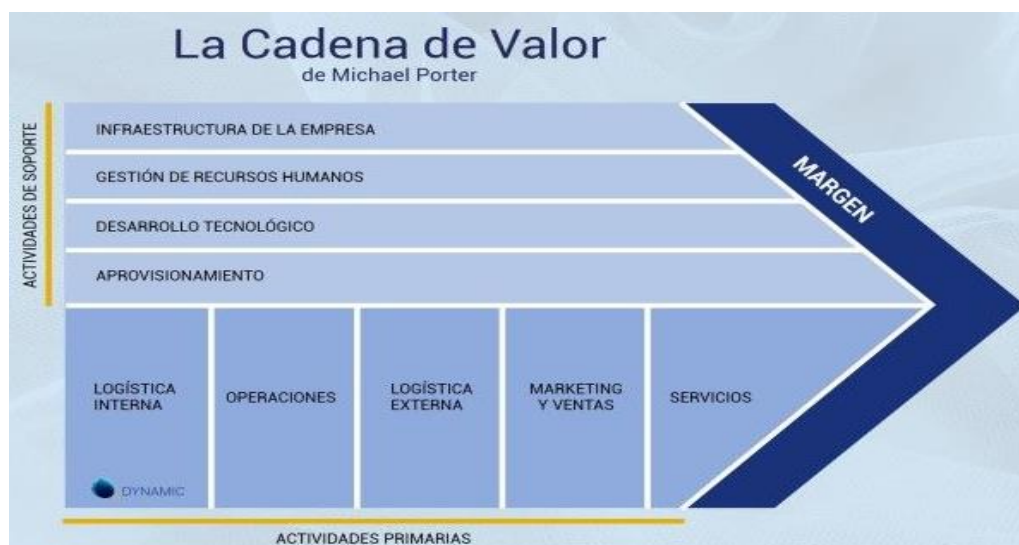 La Cadena de Valor
de Michael Porter
ACTIVIDADES DE SOPORTE
INFRAESTRUCTURA DE LA EMPRESA
GESTIÓN DE RECURSOS HUMANOS
DESARROLLO TECNOLÓGICO
APROVISIONAMIENTO
MARGEN
LOGÍSTICA
INTERNA
OPERACIONES
LOGÍSTICA
EXTERNA
MARKETING
Y VENTAS
SERVICIOS
DYNAMIC
ACTIVIDADES PRIMARIAS